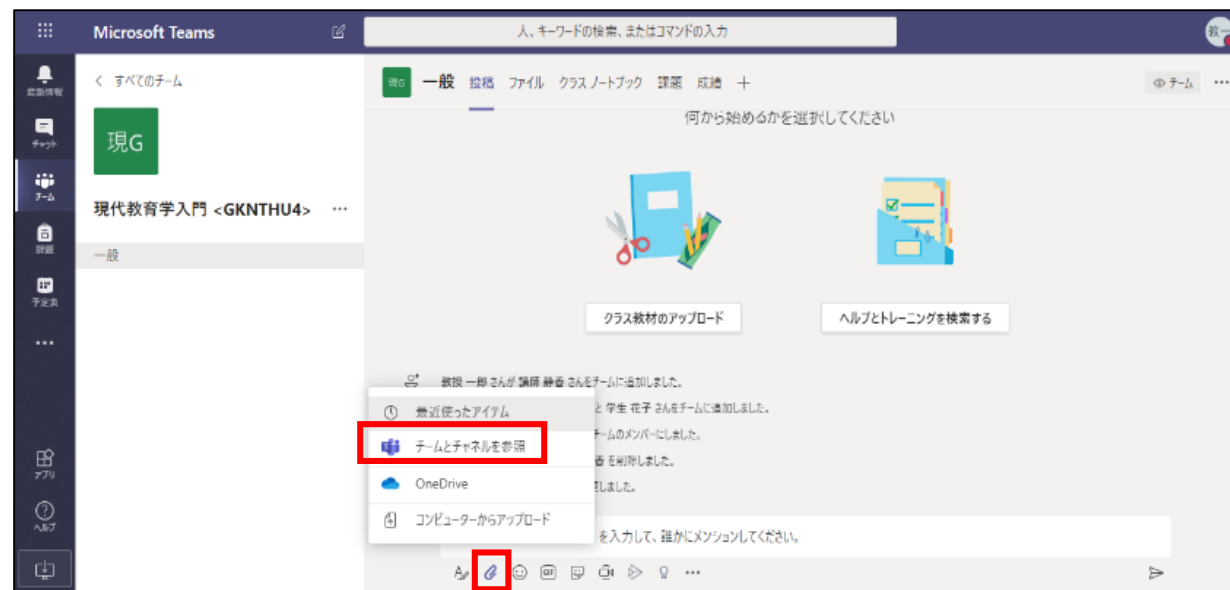 Microsoft Teams
人、キーワードの検索、またはコマンドの入力
教一
最新情報
チャット
チーム
課題
予定表
アプリ
ヘルプ
く すべてのチーム
現G
現代教育学入門 <GKNTHU4> …
一般
現G 一般 投稿 ファイル クラス ノートブック 課題 成績 +
チーム …
何から始めるかを選択してください
クラス教材のアップロード
ヘルプとトレーニングを検索する
教授 一郎 さんが 講師 静香 さんをチームに追加しました。
と 学生 花子 さんをチームに追加しました。
チームのメンバーにしました。
香 を削除しました。
しました。
最近使ったアイテム
チームとチャネルを参照
OneDrive
コンピューターからアップロード
を入力して、誰かにメンションしてください。
GIF